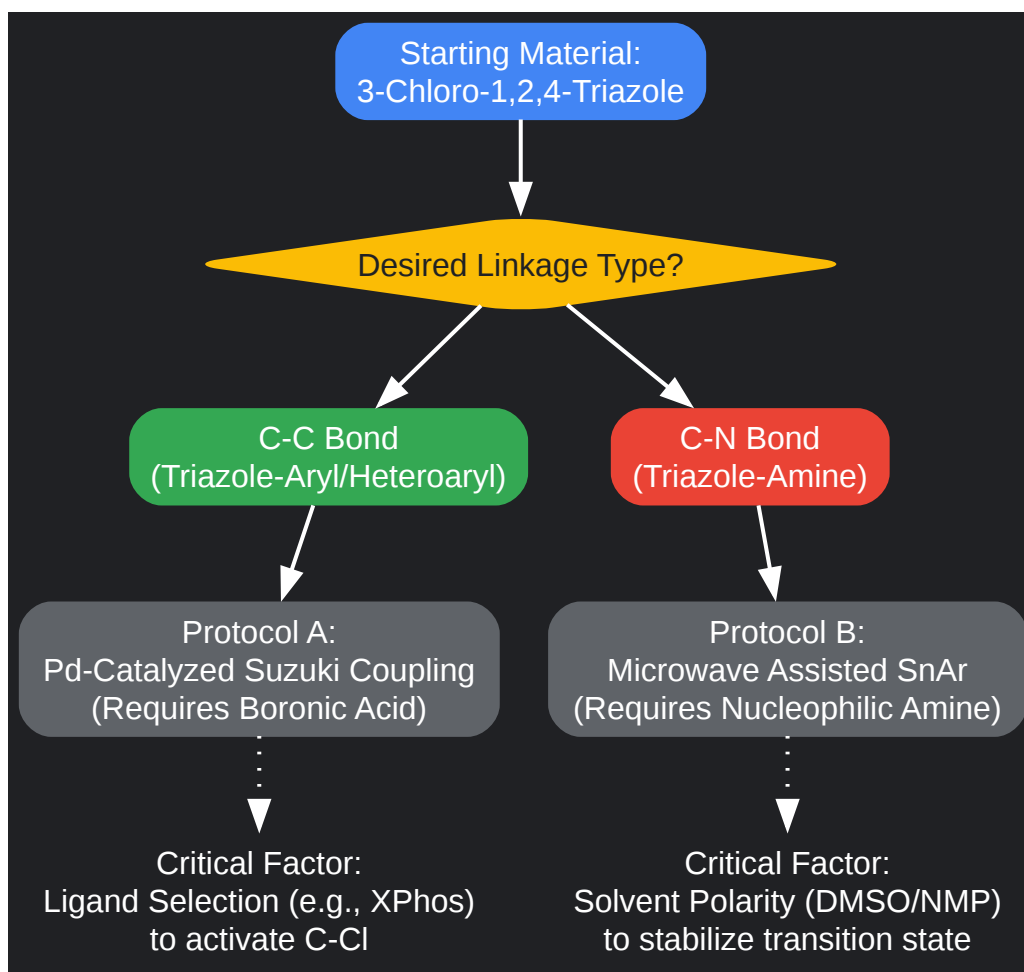 Starting Material:
3-Chloro-1,2,4-Triazole
Desired Linkage Type?
C-C Bond
(Triazole-Aryl/Heteroaryl)
C-N Bond
(Triazole-Amine)
Protocol A:
Pd-Catalyzed Suzuki Coupling
(Requires Boronic Acid)
Protocol B:
Microwave Assisted SnAr
(Requires Nucleophilic Amine)
Critical Factor:
Ligand Selection (e.g., XPhos)
to activate C-Cl
Critical Factor:
Solvent Polarity (DMSO/NMP)
to stabilize transition state